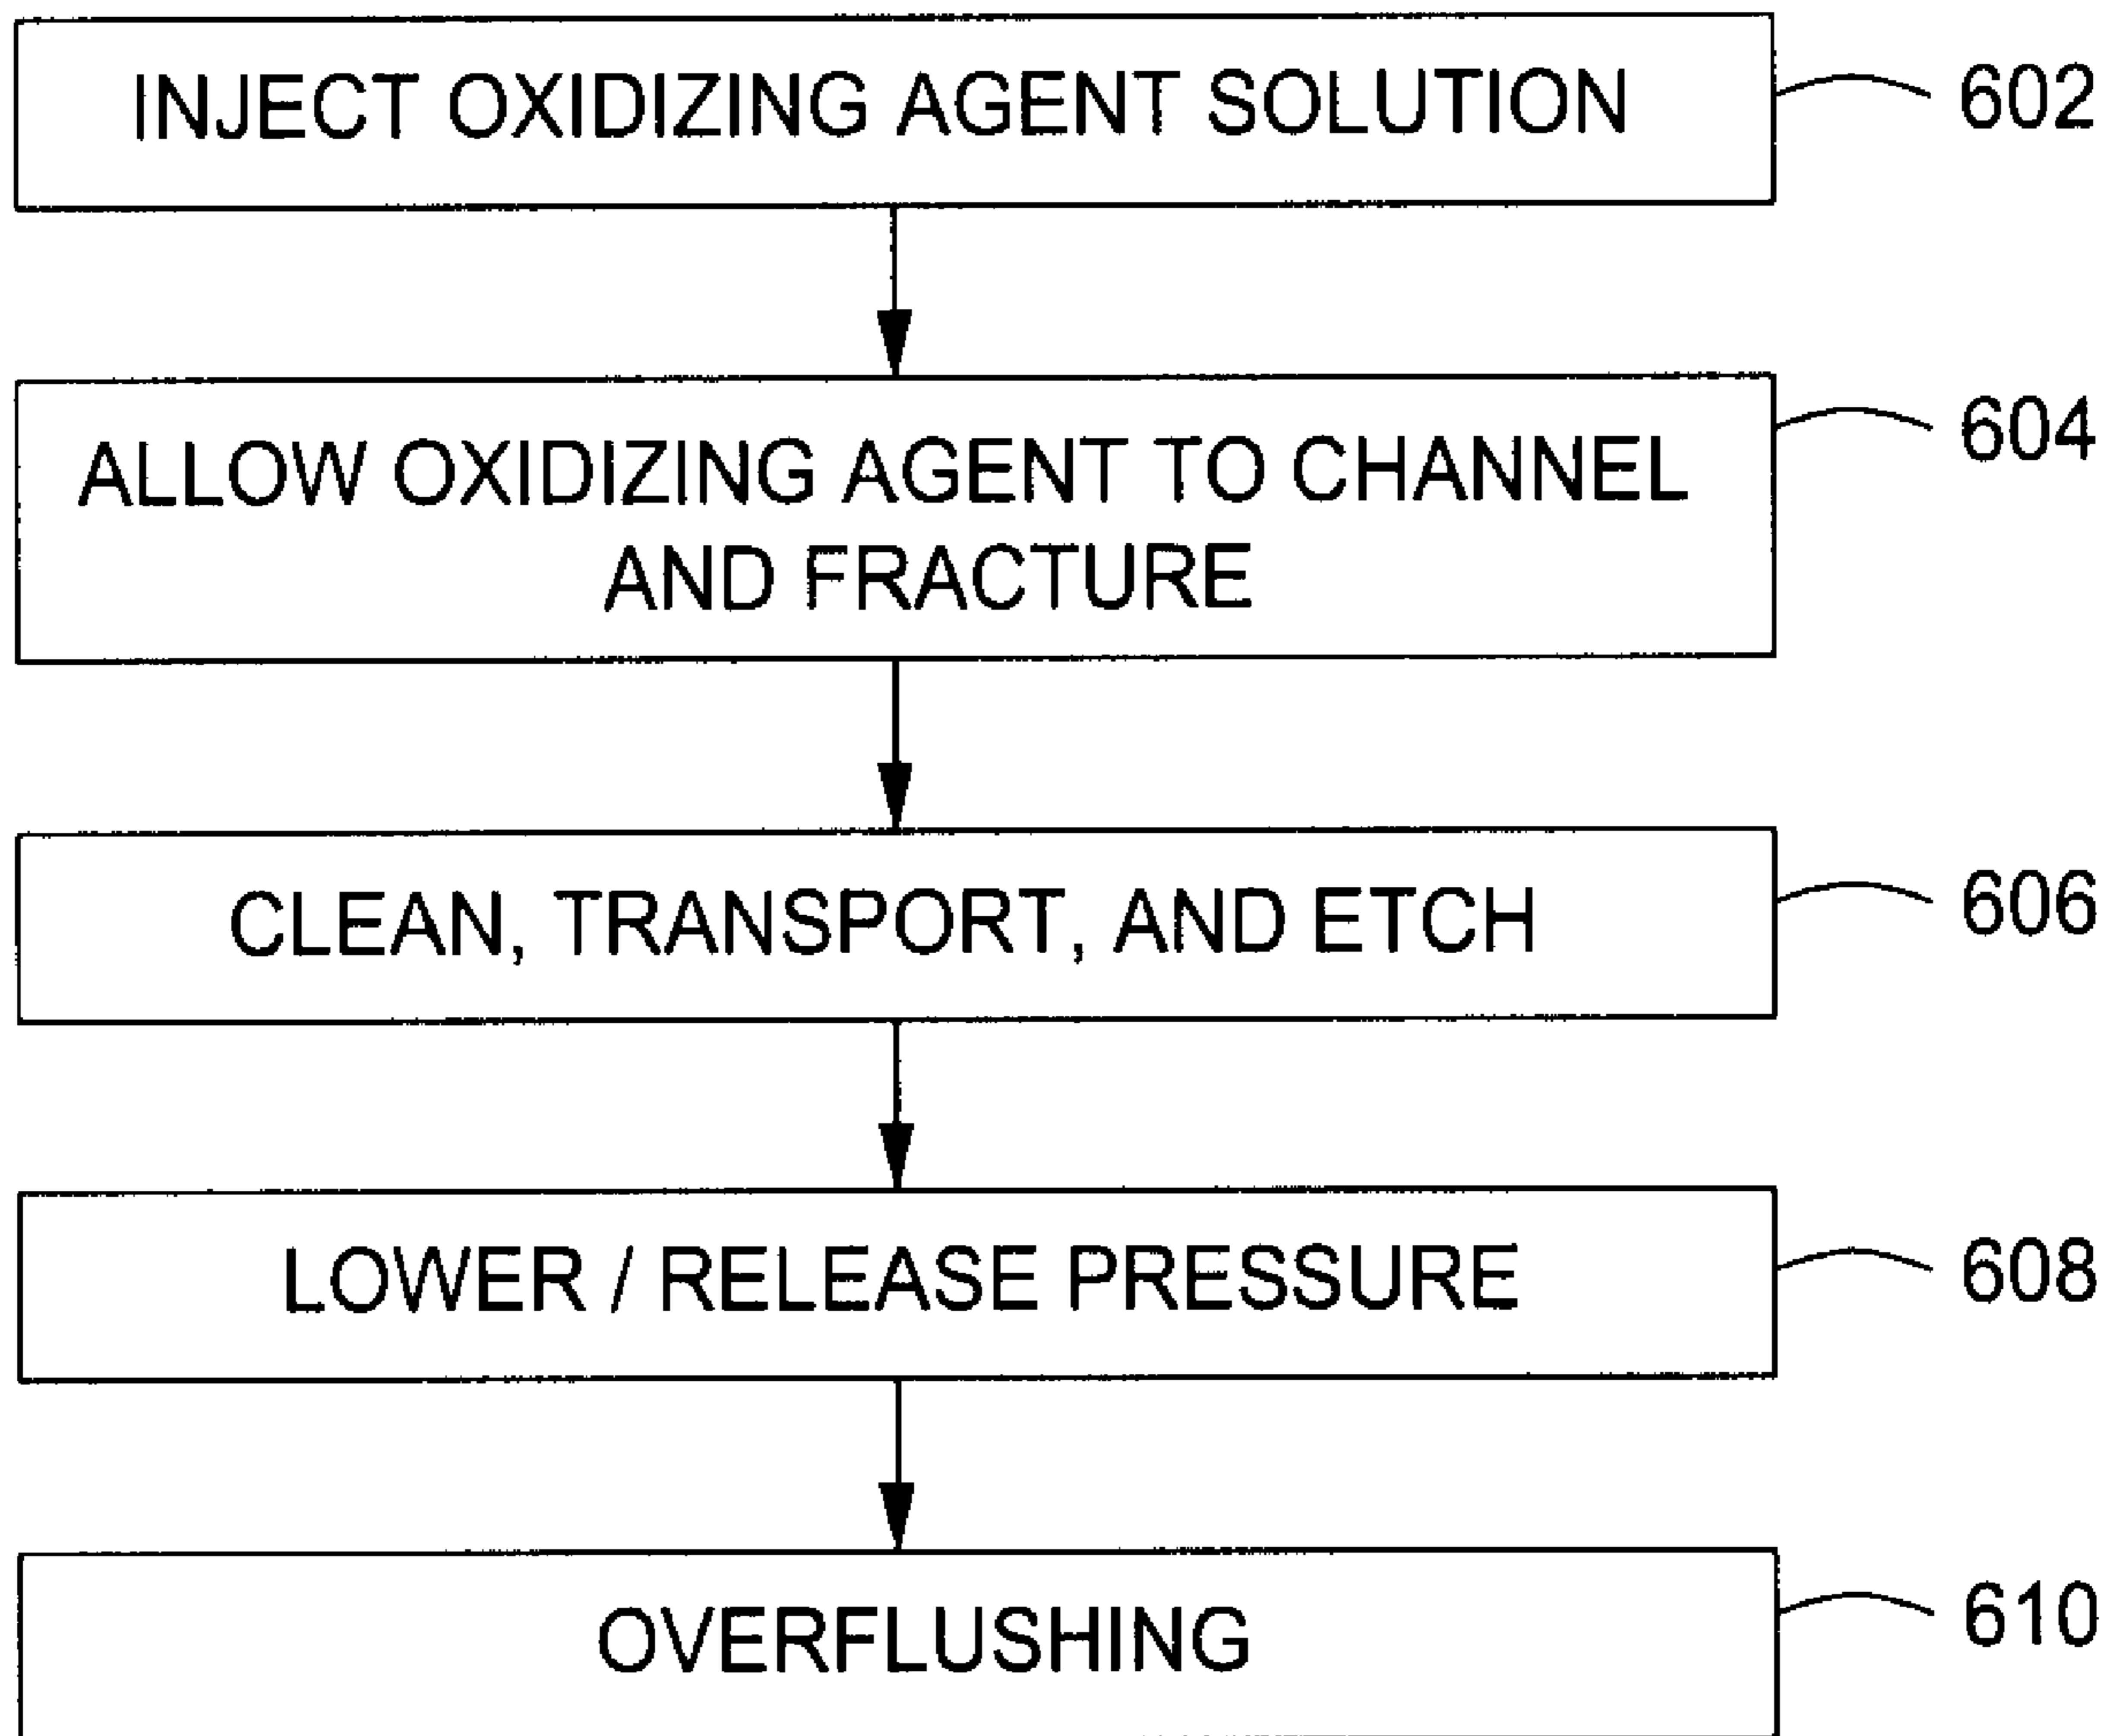 INJECT OXIDIZING AGENT SOLUTION
602
ALLOW OXIDIZING AGENT TO CHANNEL
AND FRACTURE
604
CLEAN, TRANSPORT, AND ETCH
606
LOWER / RELEASE PRESSURE
608
OVERFLUSHING
610